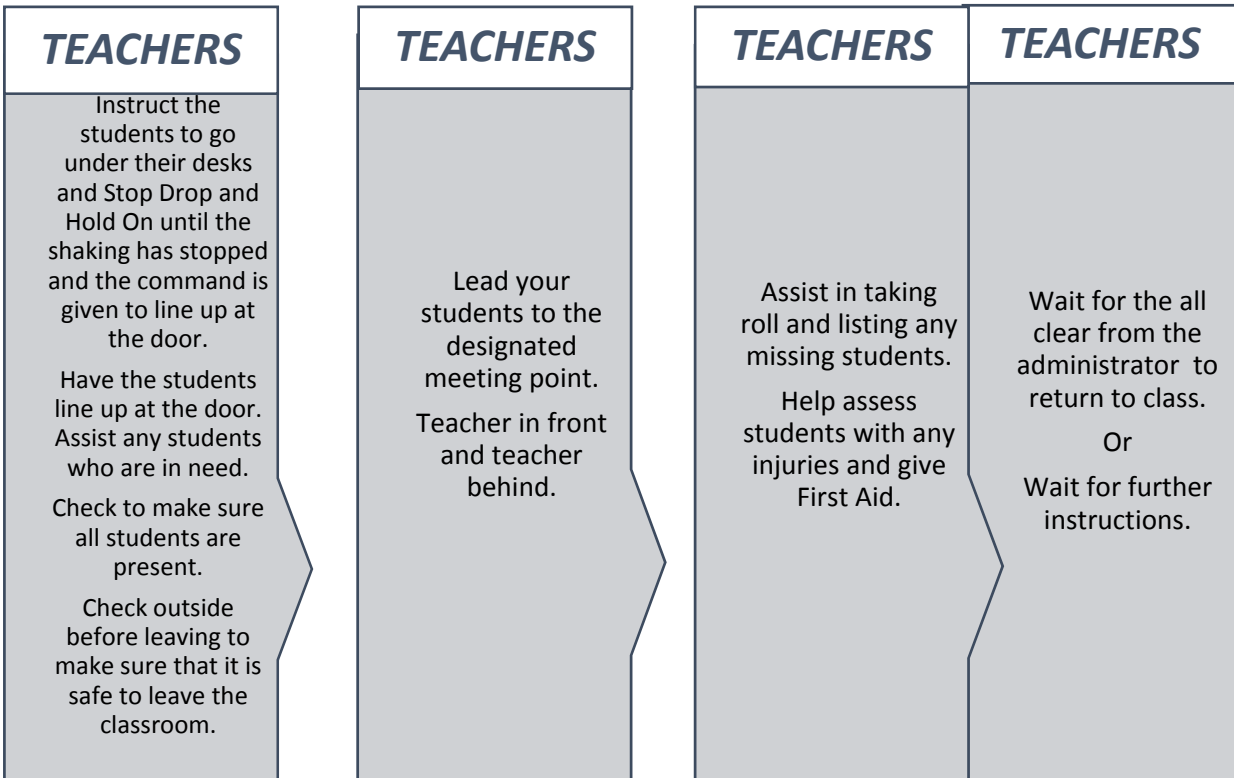 TEACHERS
Instruct the
students to go
under their desks
and Stop Drop and
Hold On until the
shaking has stopped
and the command is
given to line up at
the door.
Have the students
line up at the door.
Assist any students
who are in need.
Check to make sure
all students are
present.
Check outside
before leaving to
make sure that it is
safe to leave the
classroom.
TEACHERS
Lead your
students to the
designated
meeting point.
Teacher in front
and teacher
behind.
TEACHERS
Assist in taking
roll and listing any
missing students.
Help assess
students with any
injuries and give
First Aid.
TEACHERS
Wait for the all
clear from the
administrator to
return to class.
Or
Wait for further
instructions.